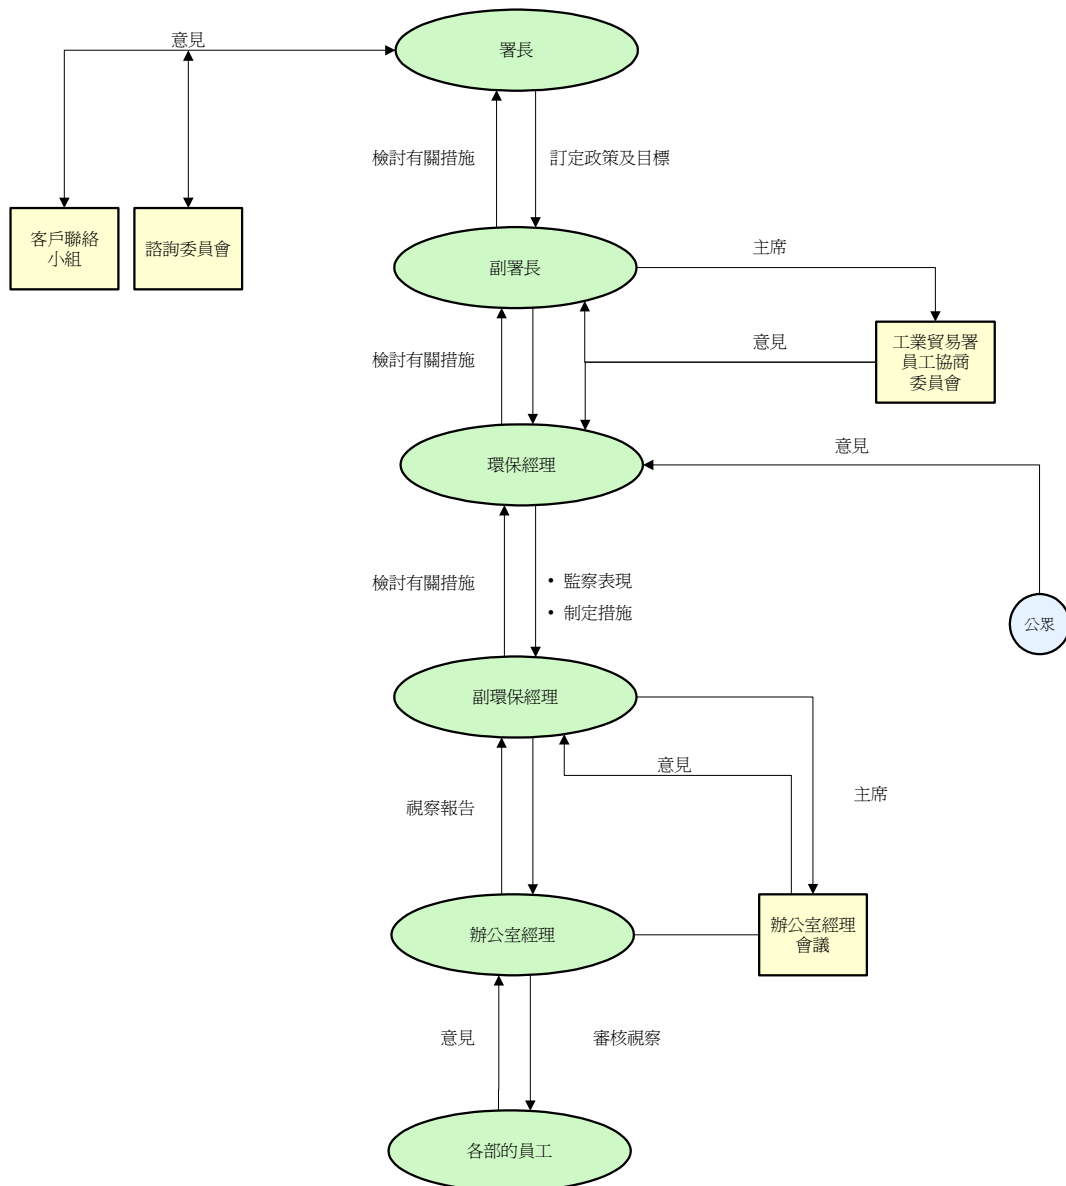 意見
署長
檢討有關措施
訂定政策及目標
客戶聯絡
小組
諮詢委員會
副署長
主席
檢討有關措施
意見
工業貿易署
員工協商
委員會
環保經理
意見
檢討有關措施
• 監察表現
• 制定措施
公眾
副環保經理
意見
主席
視察報告
辦公室經理
辦公室經理
會議
意見
審核視察
各部的員工